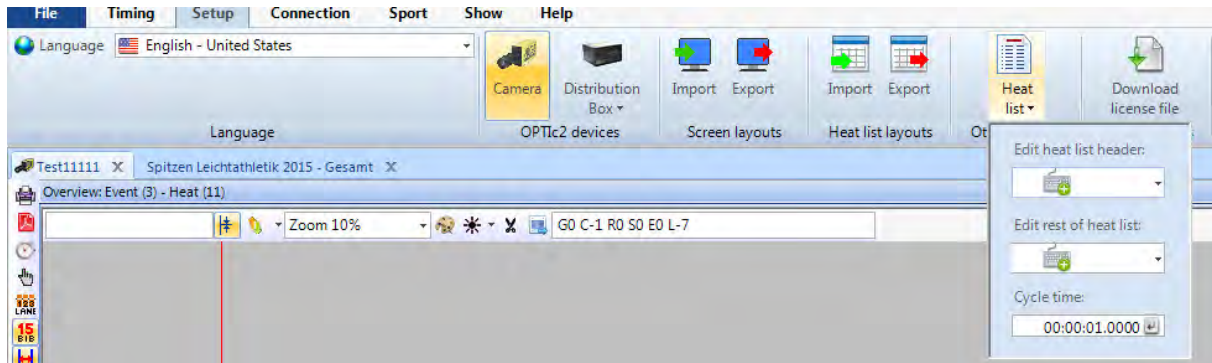 File Timing Setup Connection Sport Show Help
Language English - United States
Camera Distribution Box Import Export Import Export Heat list Download license file
Language OPTIc2 devices Screen layouts Heat list layouts Ot
Test11111 X Spitzen Leichtathletik 2015 - Gesamt X
Edit heat list header:
Overview: Event (3) - Heat (11)
Zoom 10% G0 C-1 R0 S0 E0 L-7
Edit rest of heat list:
Cycle time:
00:00:01.0000
123
LANE
15
BIB